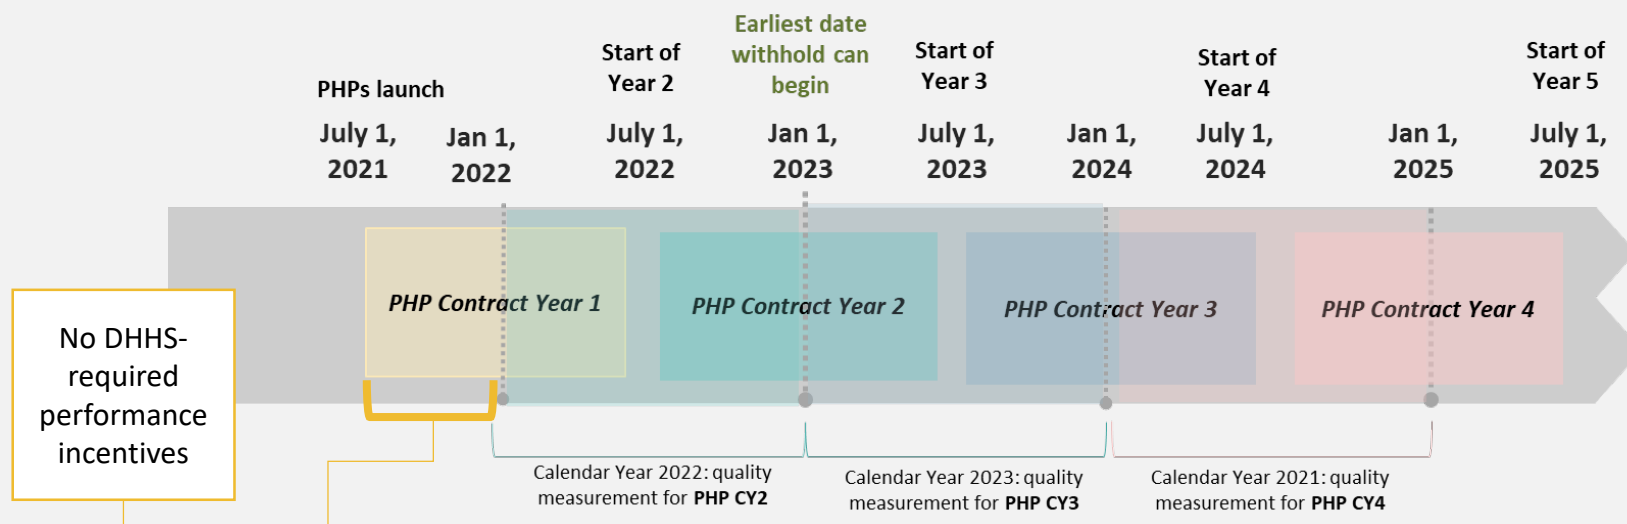 PHPs launch
July 1,
2021
Jan 1,
2022
Start of
Year 2
July 1,
2022
Earliest date
withhold can
begin
Jan 1,
2023
Start of
Year 3
July 1,
2023
Jan 1,
2024
Start of
Year 4
July 1,
2024
Jan 1,
2025
Start of
Year 5
July 1,
2025
PHP Contract Year 1
PHP Contract Year 2
PHP Contract Year 3
PHP Contract Year 4
No DHHS-
required
performance
incentives
Calendar Year 2022: quality
measurement for PHP CY2
Calendar Year 2023: quality
measurement for PHP CY3
Calendar Year 2021: quality
measurement for PHP CY4